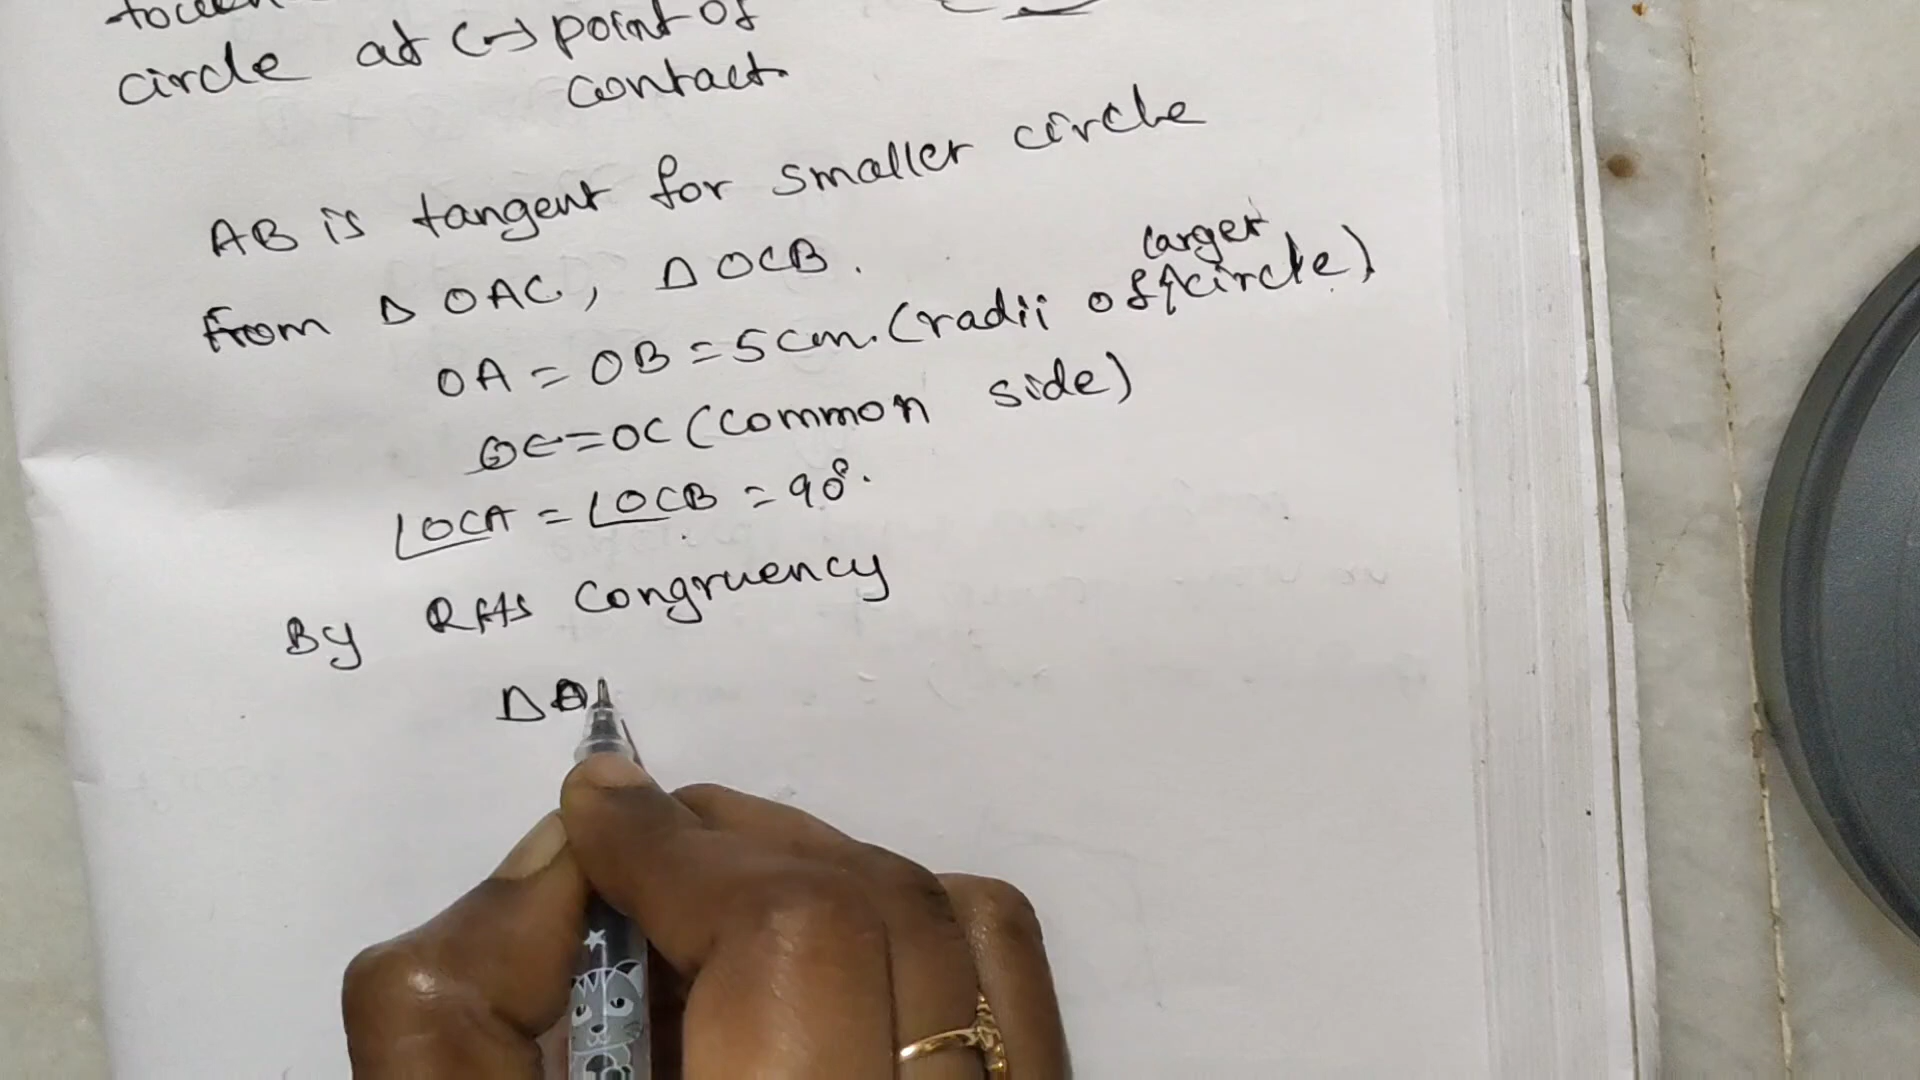 circle at (->) point of
contact
AB is tangent for smaller circle
from Δ OAC, Δ OCB.
larger
OA = OB = 5cm. (radii of circle)
OC = OC (common side)
∠OCA = ∠OCB = 90°.
By RHS Congruency
Δ O